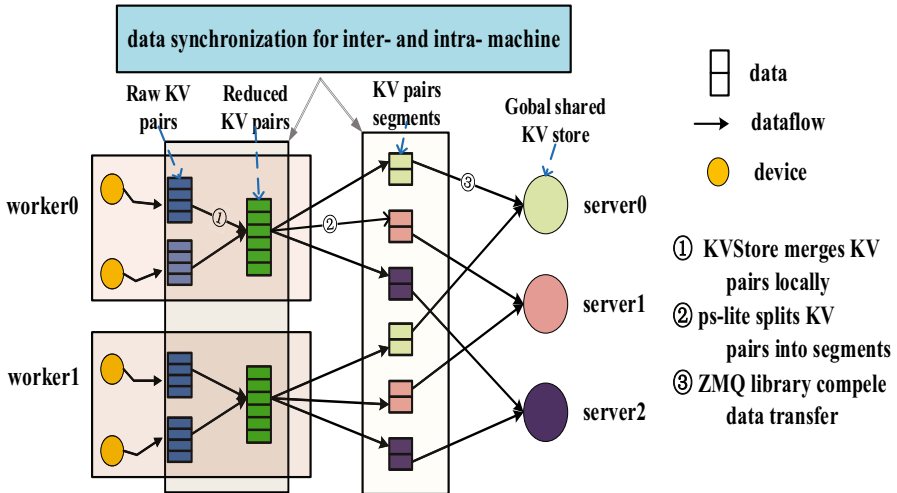 data synchronization for inter- and intra- machine
Raw KV
pairs
Reduced
KV pairs
KV pairs
segments
Gobal shared
KV store
data
dataflow
device
worker0
worker1
①
②
③
server0
server1
server2
① KVStore merges KV
pairs locally
② ps-lite splits KV
pairs into segments
③ ZMQ library compele
data transfer